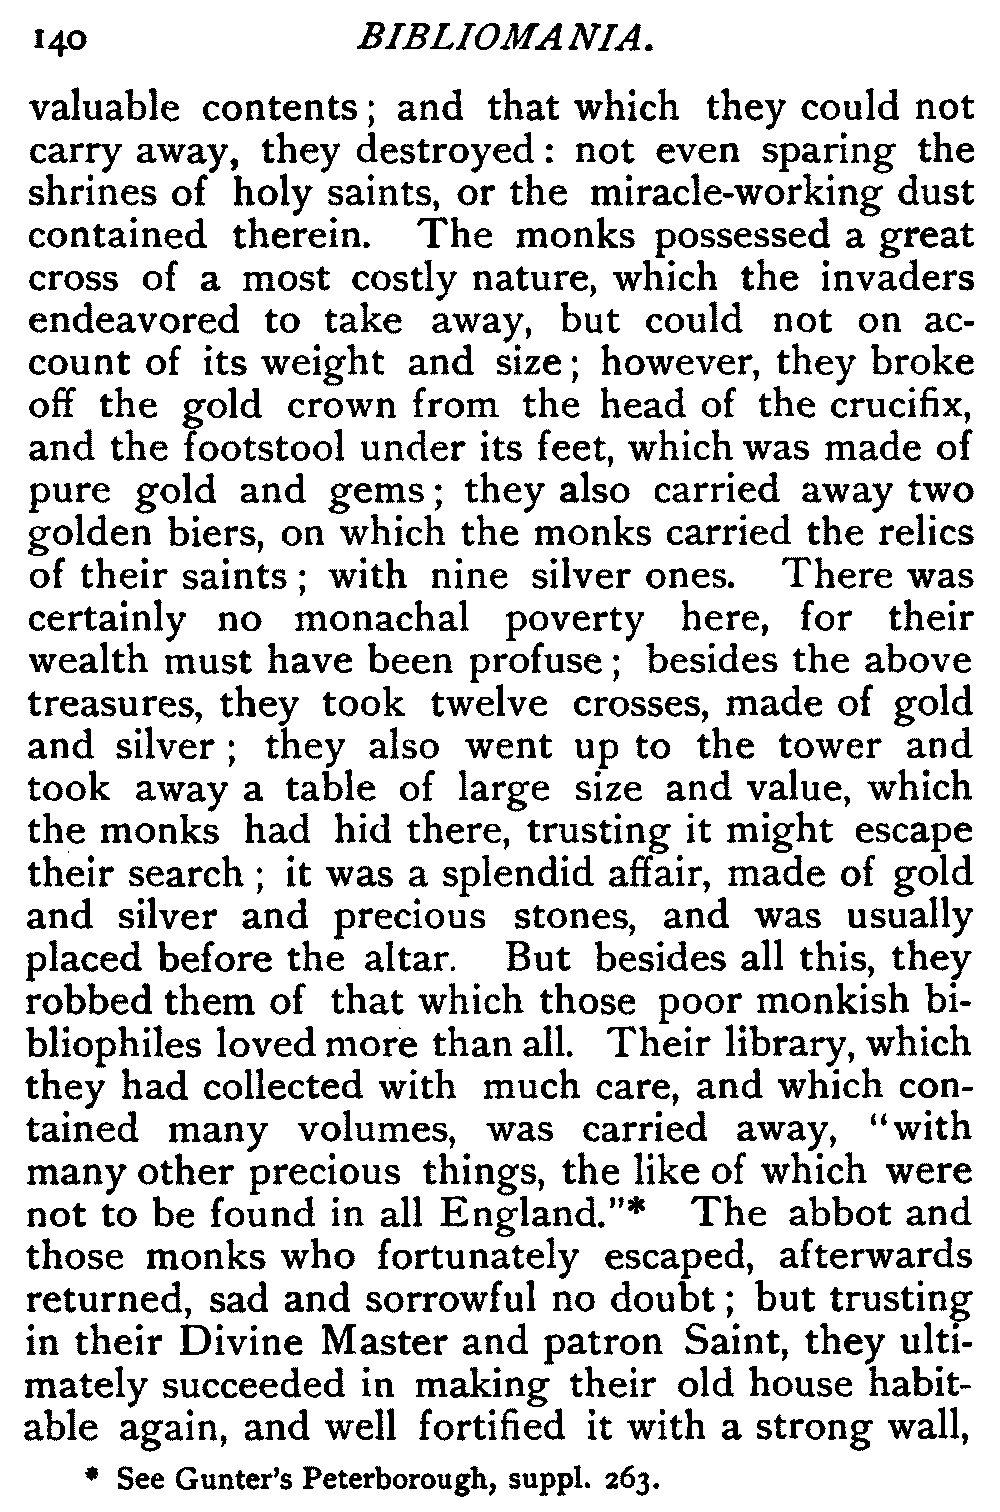 140 BIBLIOMANIA.
valuable contents; and that which they could not
carry away, they destroyed: not even sparing the
shrines of holy saints, or the miracle-working dust
contained therein. The monks possessed a great
cross of a most costly nature, which the invaders
endeavored to take away, but could not on ac-
count of its weight and size; however, they broke
off the gold crown from the head of the crucifix,
and the footstool under its feet, which was made of
pure gold and gems; they also carried away two
golden biers, on which the monks carried the relics
of their saints; with nine silver ones. There was
certainly no monachal poverty here, for their
wealth must have been profuse; besides the above
treasures, they took twelve crosses, made of gold
and silver; they also went up to the tower and
took away a table of large size and value, which
the monks had hid there, trusting it might escape
their search; it was a splendid affair, made of gold
and silver and precious stones, and was usually
placed before the altar. But besides all this, they
robbed them of that which those poor monkish bi-
bliophiles loved more than all. Their library, which
they had collected with much care, and which con-
tained many volumes, was carried away, "with
many other precious things, the like of which were
not to be found in all England."* The abbot and
those monks who fortunately escaped, afterwards
returned, sad and sorrowful no doubt; but trusting
in their Divine Master and patron Saint, they ulti-
mately succeeded in making their old house habit-
able again, and well fortified it with a strong wall,
* See Gunter's Peterborough, suppl. 263.